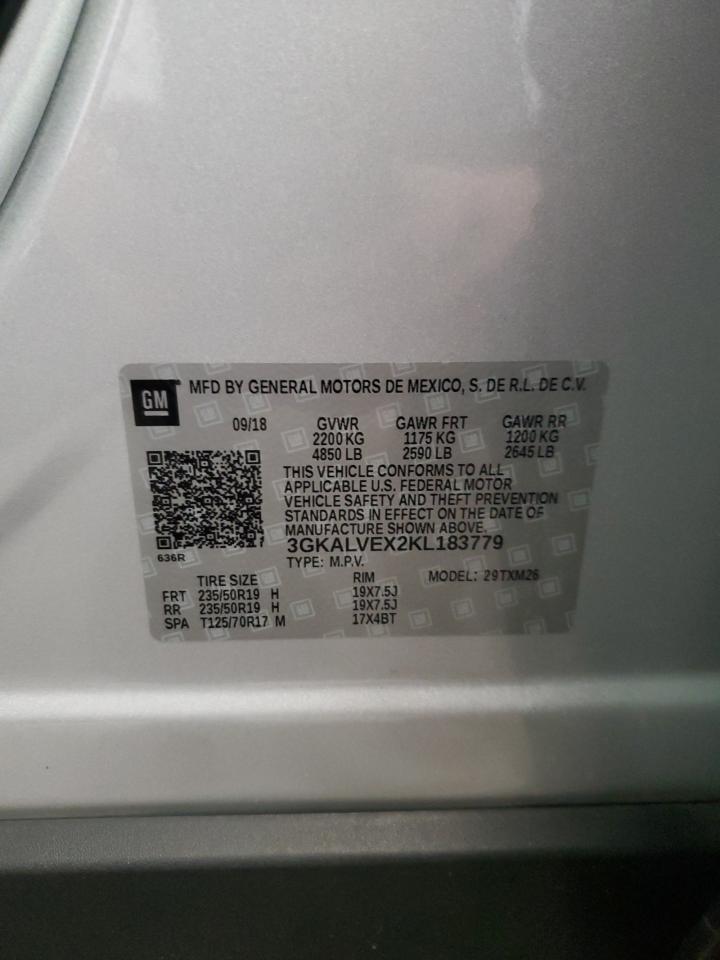 GM MFD BY GENERAL MOTORS DE MEXICO, S. DE R.L. DE C.V.
09/18 GVWR GAWR FRT GAWR RR
2200 KG 1175 KG 1200 KG
4850 LB 2590 LB 2645 LB
THIS VEHICLE CONFORMS TO ALL
APPLICABLE U.S. FEDERAL MOTOR
VEHICLE SAFETY AND THEFT PREVENTION
STANDARDS IN EFFECT ON THE DATE OF
MANUFACTURE SHOWN ABOVE.
3GKALVEX2KL183779
636R
TYPE: M.P.V.
TIRE SIZE RIM MODEL: 29TXM26
FRT 235/50R19 H 19X7.5J
RR 235/50R19 H 19X7.5J
SPA T125/70R17 M 17X4BT